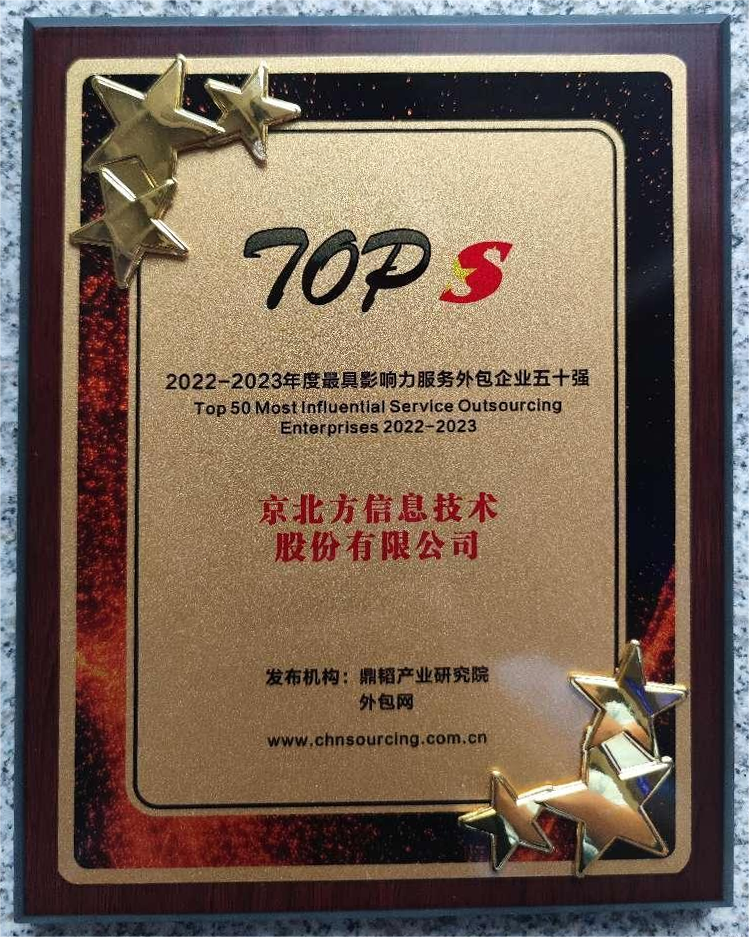 TOP S
2022-2023年度最具影响力服务外包企业五十强
Top 50 Most Influential Service Outsourcing
Enterprises 2022-2023
京北方信息技术
股份有限公司
发布机构：鼎韬产业研究院
外包网
www.chnsourcing.com.cn